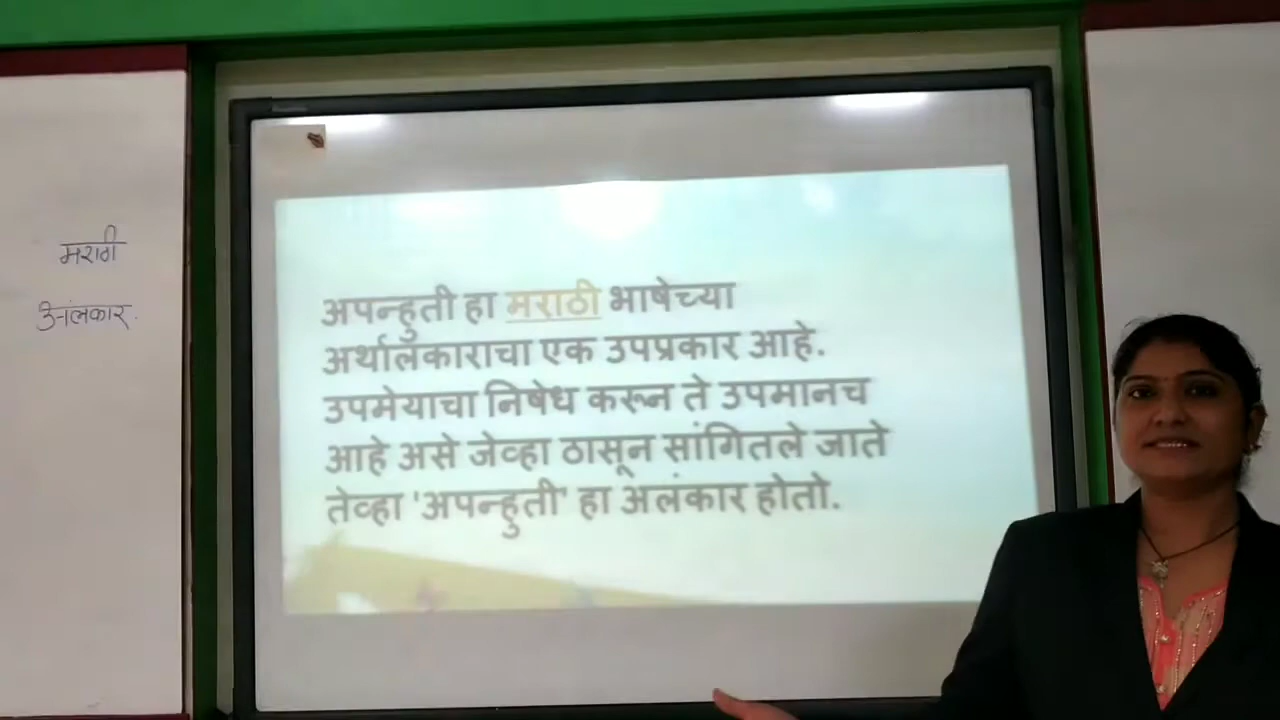 मराठी
अलंकार.
अपन्हुती हा मराठी भाषेच्या
अर्थालंकाराचा एक उपप्रकार आहे.
उपमेयाचा निषेध करून ते उपमानच
आहे असे जेव्हा ठासून सांगितले जाते
तेव्हा 'अपन्हुती' हा अलंकार होतो.